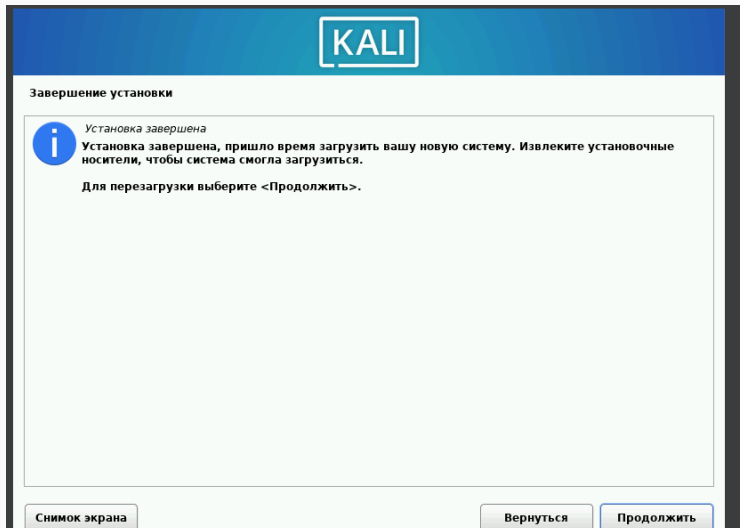 KALI
Завершение установки
Установка завершена
Установка завершена, пришло время загрузить вашу новую систему. Извлеките установочные
носители, чтобы система смогла загрузиться.
Для перезагрузки выберите <Продолжить>.
Снимок экрана
Вернуться
Продолжить